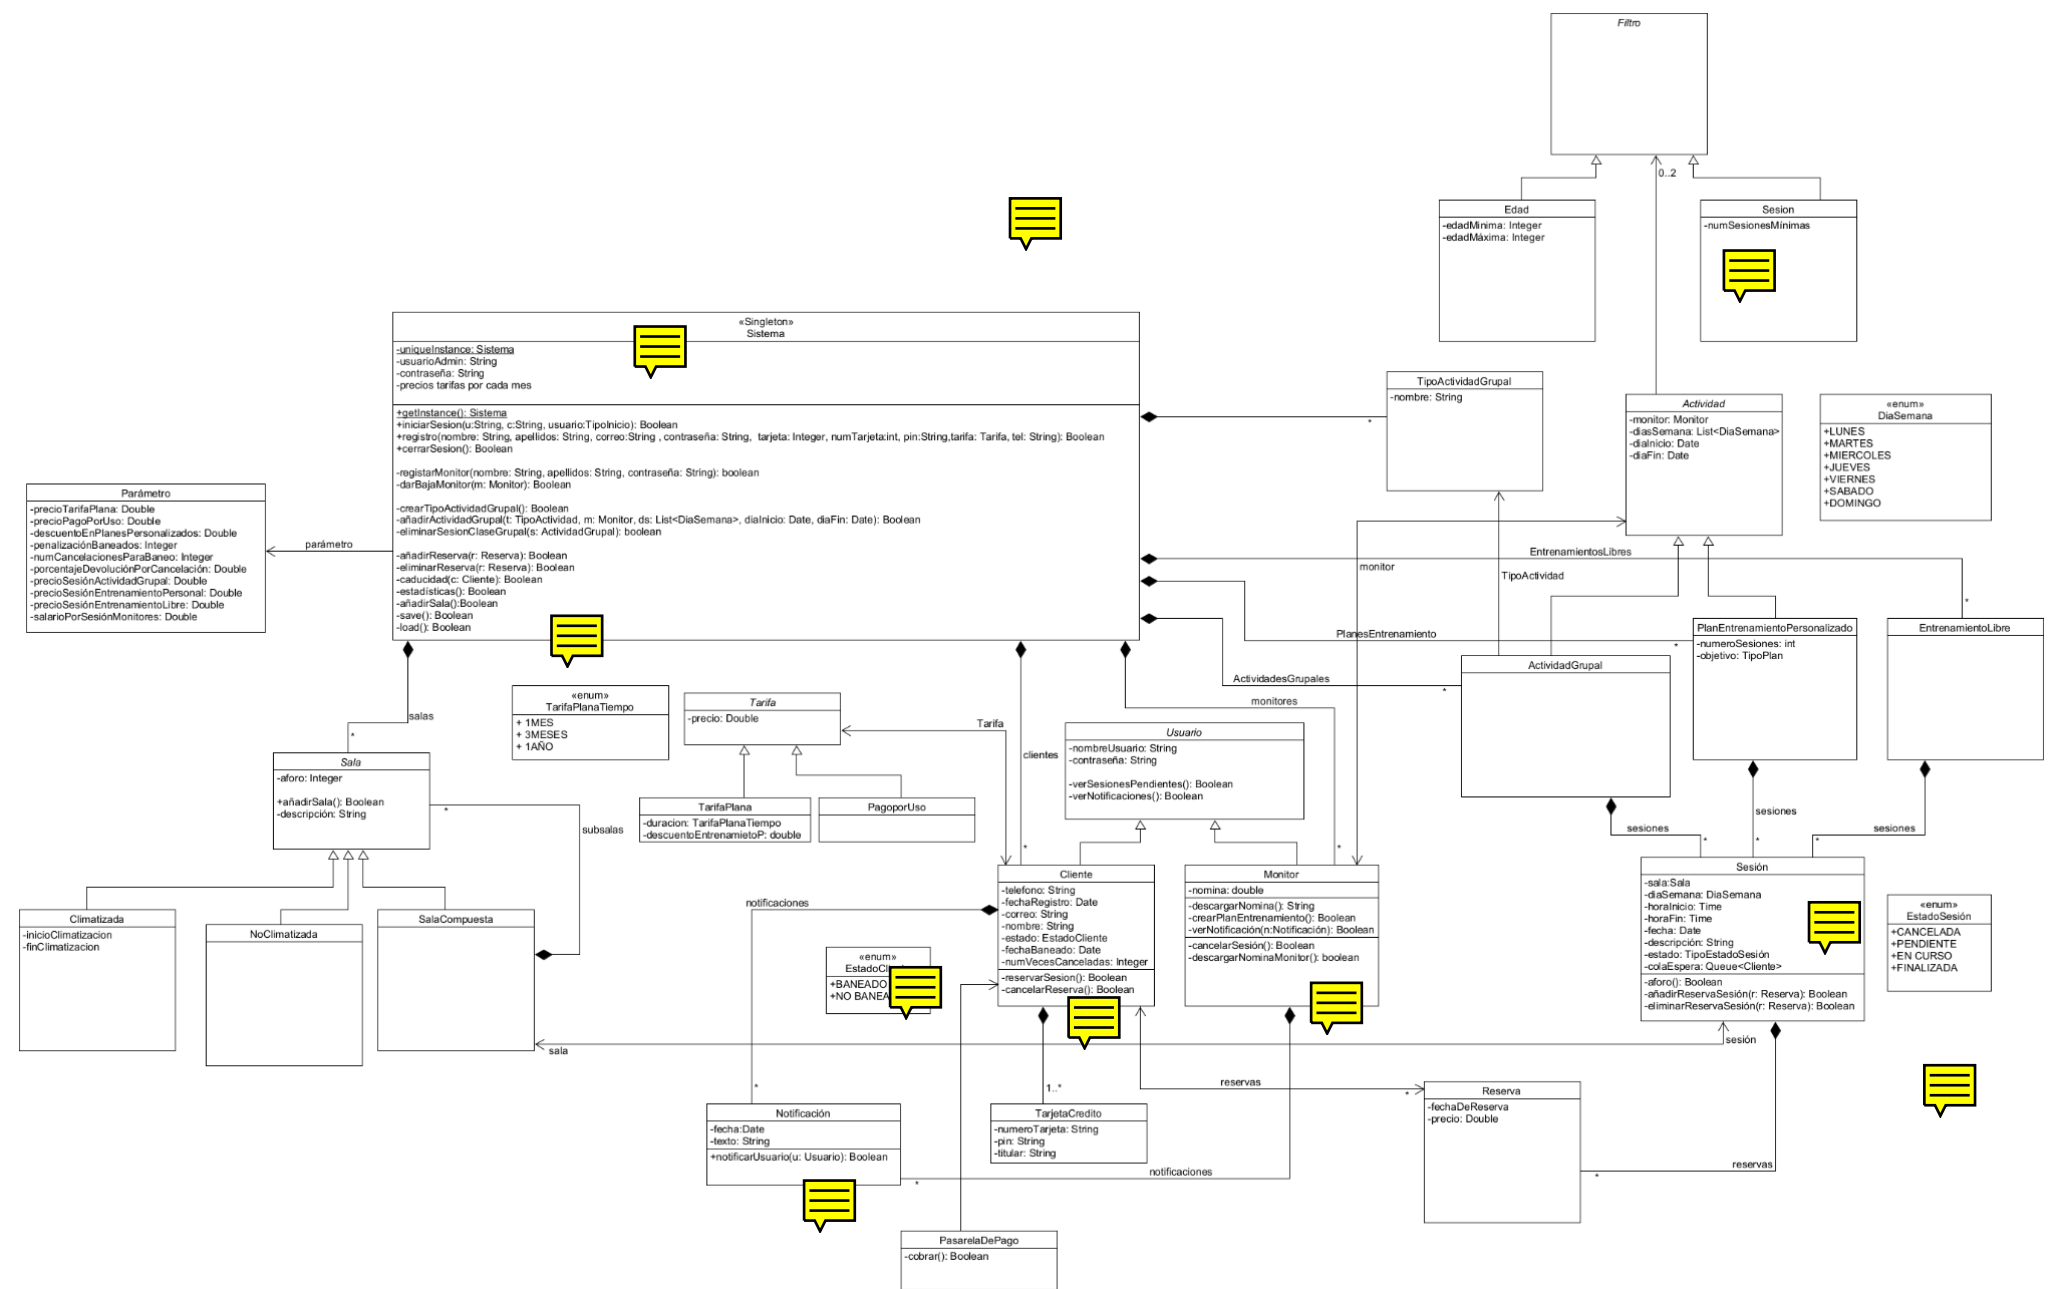 Filtro
0..2
Edad
-edadMinima: Integer
-edadMáxima: Integer
Sesion
-numSesionesMínimas
«Singleton»
Sistema
-uniqueInstance: Sistema
-usuarioAdmin: String
-contraseña: String
-precios tarifas por cada mes
+getInstance(): Sistema
+iniciarSesion(u:String, c:String, usuario:TipoInicio): Boolean
+registro(nombre: String, apellidos: String, correo:String , contraseña: String, tarjeta: Integer, numTarjeta:int, pin:String,tarifa: Tarifa, tel: String): Boolean
+cerrarSesion(): Boolean
-registarMonitor(nombre: String, apellidos: String, contraseña: String): boolean
-darBajaMonitor(m: Monitor): Boolean
-crearTipoActividadGrupal(): Boolean
-añadirActividadGrupal(t: TipoActividad, m: Monitor, ds: List<DiaSemana>, diaInicio: Date, diaFin: Date): Boolean
-eliminarSesionClaseGrupal(s: ActividadGrupal): boolean
-añadirReserva(r: Reserva): Boolean
-eliminarReserva(r: Reserva): Boolean
-caducidad(c: Cliente): Boolean
-estadísticas(): Boolean
-añadirSala():Boolean
-save(): Boolean
-load(): Boolean
TipoActividadGrupal
-nombre: String
*
Actividad
-monitor: Monitor
-diasSemana: List<DiaSemana>
-diaInicio: Date
-diaFin: Date
«enum»
DiaSemana
+LUNES
+MARTES
+MIERCOLES
+JUEVES
+VIERNES
+SABADO
+DOMINGO
Parámetro
-precioTarifaPlana: Double
-precioPagoPorUso: Double
-descuentoEnPlanesPersonalizados: Double
-penalizaciónBaneados: Integer
-numCancelacionesParaBaneo: Integer
-porcentajeDevoluciónPorCancelación: Double
-precioSesiónActividadGrupal: Double
-precioSesiónEntrenamientoPersonal: Double
-precioSesiónEntrenamientoLibre: Double
-salarioPorSesiónMonitores: Double
parámetro
EntrenamientosLibres
*
monitor
TipoActividad
PlanesEntrenamiento
*
ActividadesGrupales
*
PlanEntrenamientoPersonalizado
-numeroSesiones: int
-objetivo: TipoPlan
EntrenamientoLibre
ActividadGrupal
salas
*
«enum»
TarifaPlanaTiempo
+ 1MES
+ 3MESES
+ 1AÑO
Tarifa
-precio: Double
Tarifa
clientes
*
monitores
*
Usuario
-nombreUsuario: String
-contraseña: String
-verSesionesPendientes(): Boolean
-verNotificaciones(): Boolean
Sala
-aforo: Integer
+añadirSala(): Boolean
-descripción: String
*
subsalas
TarifaPlana
-duracion: TarifaPlanaTiempo
-descuentoEntrenamietoP: double
PagoporUso
sesiones
*
sesiones
*
sesiones
*
Climatizada
-inicioClimatizacion
-finClimatizacion
NoClimatizada
SalaCompuesta
notificaciones
*
Cliente
-telefono: String
-fechaRegistro: Date
-correo: String
-nombre: String
-estado: EstadoCliente
-fechaBaneado: Date
-numVecesCanceladas: Integer
-reservarSesion(): Boolean
-cancelarReserva(): Boolean
Monitor
-nomina: double
-descargarNomina(): String
-crearPlanEntrenamiento(): Boolean
-verNotificación(n:Notificación): Boolean
-cancelarSesión(): Boolean
-descargarNominaMonitor(): boolean
Sesión
-sala:Sala
-diaSemana: DiaSemana
-horaInicio: Time
-horaFin: Time
-fecha: Date
-descripción: String
-estado: TipoEstadoSesión
-colaEspera: Queue<Cliente>
-aforo(): Boolean
-añadirReservaSesión(r: Reserva): Boolean
-eliminarReservaSesión(r: Reserva): Boolean
«enum»
EstadoSesión
+CANCELADA
+PENDIENTE
+EN CURSO
+FINALIZADA
«enum»
+BANEADO
+NO
sala
sesión
1..*
reservas
*
Notificación
-fecha:Date
-texto: String
+notificarUsuario(u: Usuario): Boolean
TarjetaCredito
-numeroTarjeta: String
-pin: String
-titular: String
notificaciones
*
Reserva
-fechaDeReserva
-precio: Double
reservas
*
PasarelaDePago
-cobrar(): Boolean